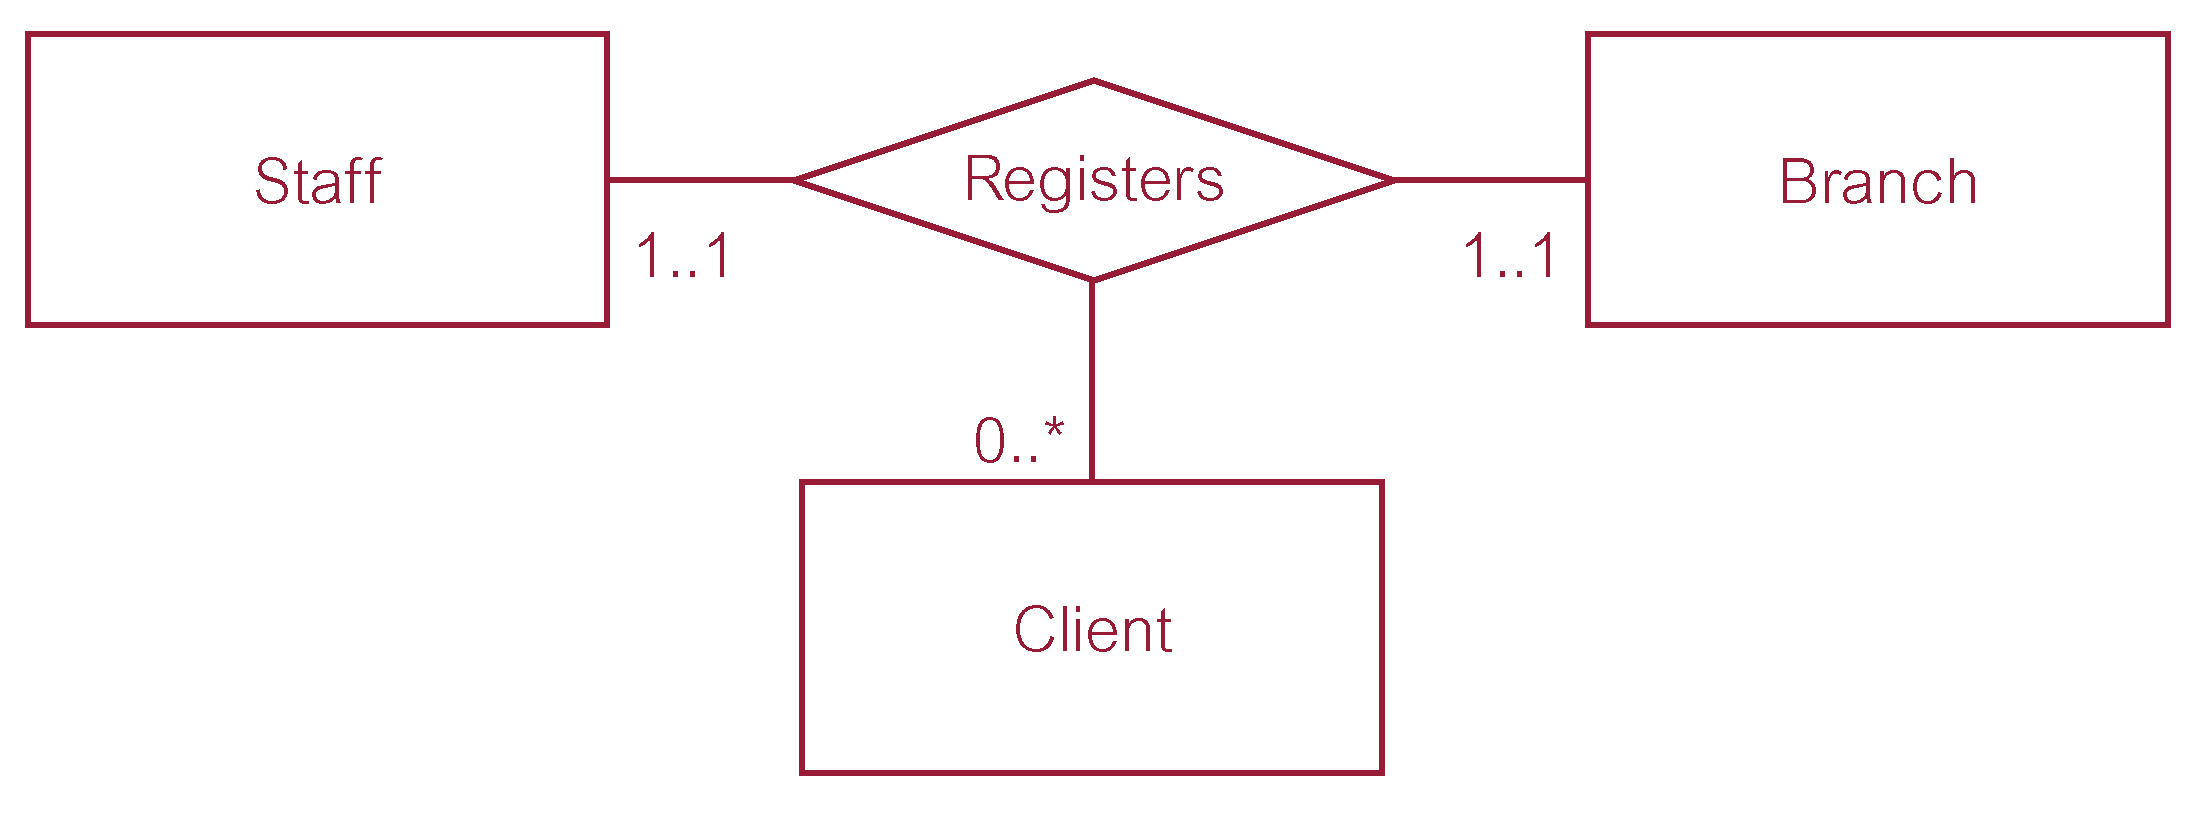 Staff
Registers
Branch
1..1
1..1
0..*
Client